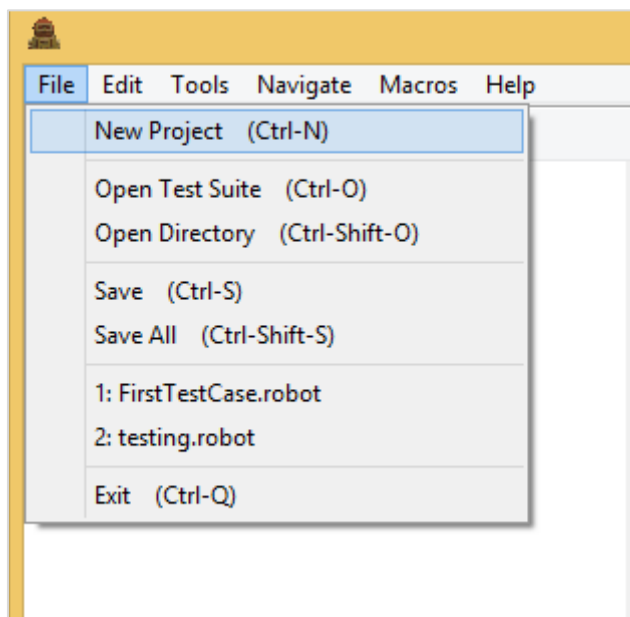 File Edit Tools Navigate Macros Help
New Project (Ctrl-N)
Open Test Suite (Ctrl-O)
Open Directory (Ctrl-Shift-O)
Save (Ctrl-S)
Save All (Ctrl-Shift-S)
1: FirstTestCase.robot
2: testing.robot
Exit (Ctrl-Q)